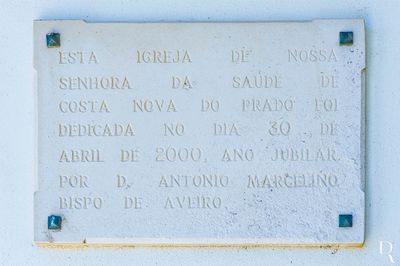 ESTA IGREJA DE NOSSA
SENHORA DA SAÚDE DE
COSTA NOVA DO PRADO FOI
DEDICADA NO DIA 30 DE
ABRIL DE 2000, ANO JUBILAR,
POR D. ANTÓNIO MARCELINO
BISPO DE AVEIRO.